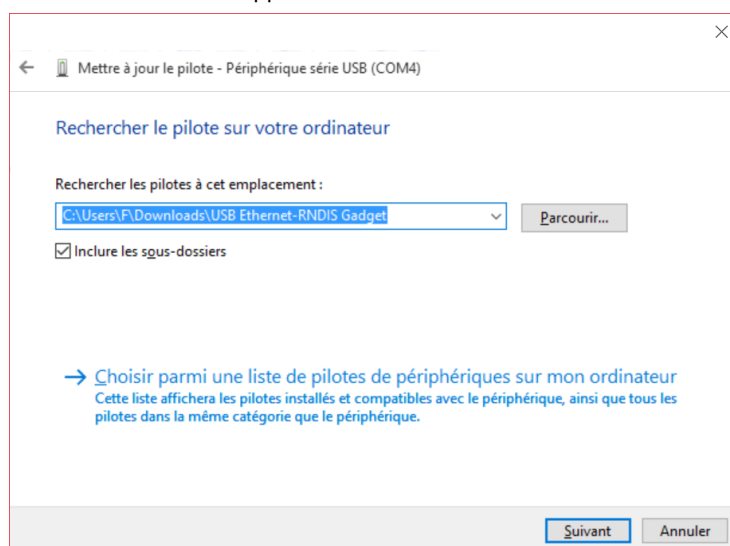 Mettre à jour le pilote - Périphérique série USB (COM4)
Rechercher le pilote sur votre ordinateur
Rechercher les pilotes à cet emplacement :
C:\Users\F\Downloads\USB Ethernet-RNDIS Gadget
Parcourir...
Inclure les sous-dossiers
Choisir parmi une liste de pilotes de périphériques sur mon ordinateur
Cette liste affichera les pilotes installés et compatibles avec le périphérique, ainsi que tous les
pilotes dans la même catégorie que le périphérique.
Suivant
Annuler